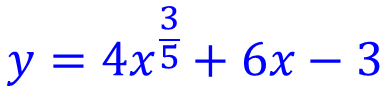 y = 4x^{3/5} + 6x − 3